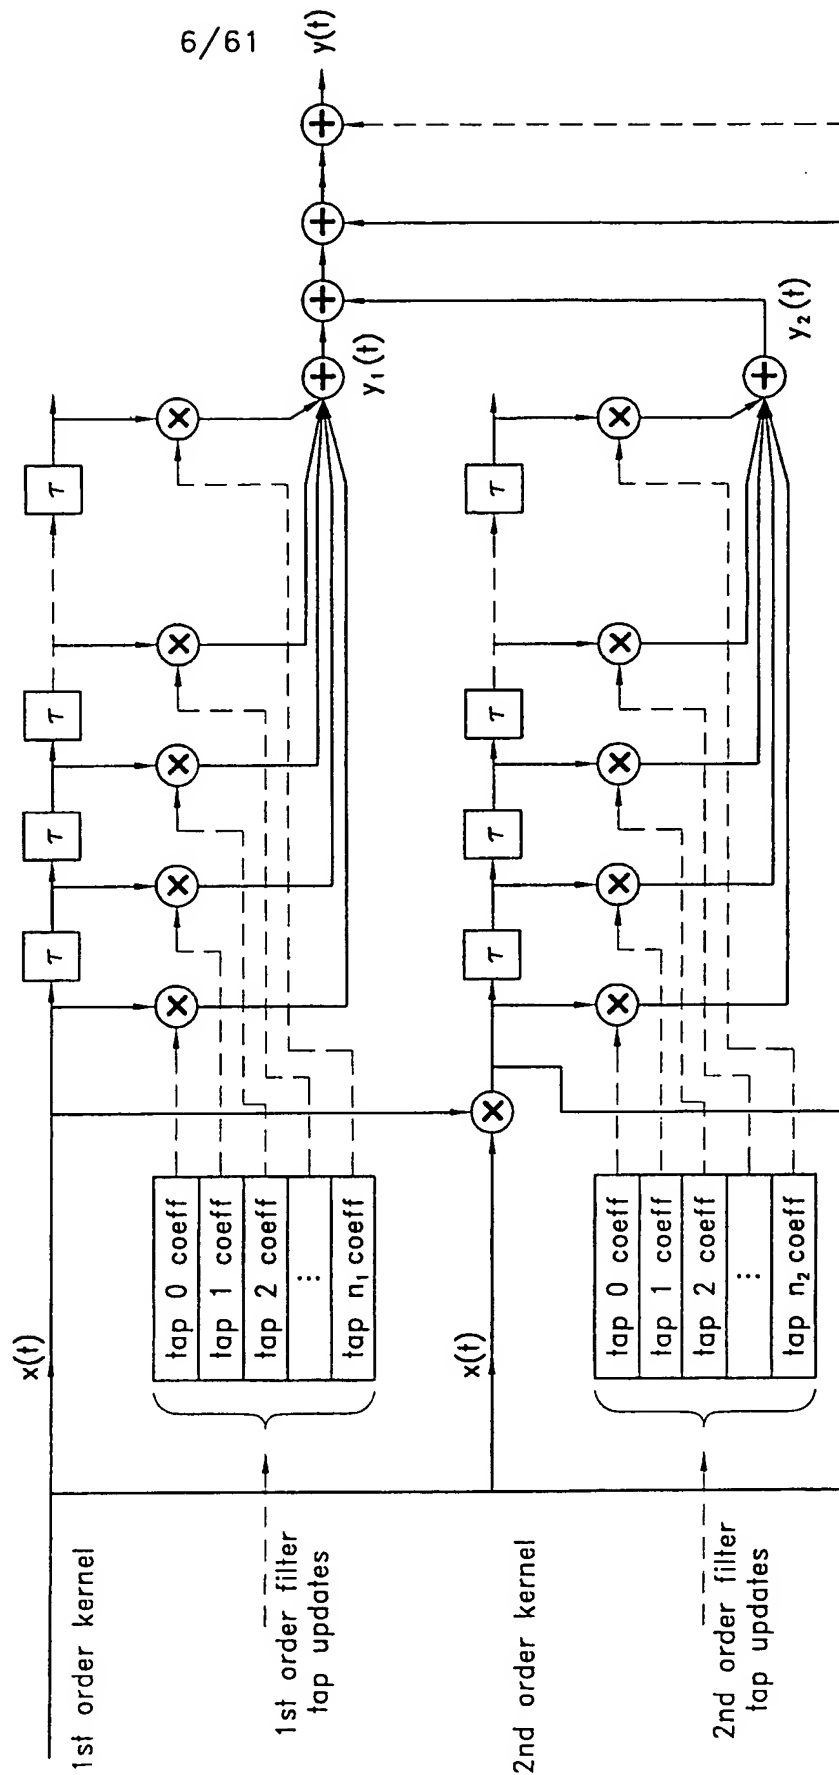 6/61
1st order kernel
x(t)
τ
τ
τ
τ
y(t)
1st order filter
tap updates
tap 0 coeff
tap 1 coeff
tap 2 coeff
...
tap n₁ coeff
y₁(t)
2nd order kernel
x(t)
τ
τ
τ
τ
2nd order filter
tap updates
tap 0 coeff
tap 1 coeff
tap 2 coeff
...
tap n₂ coeff
y₂(t)